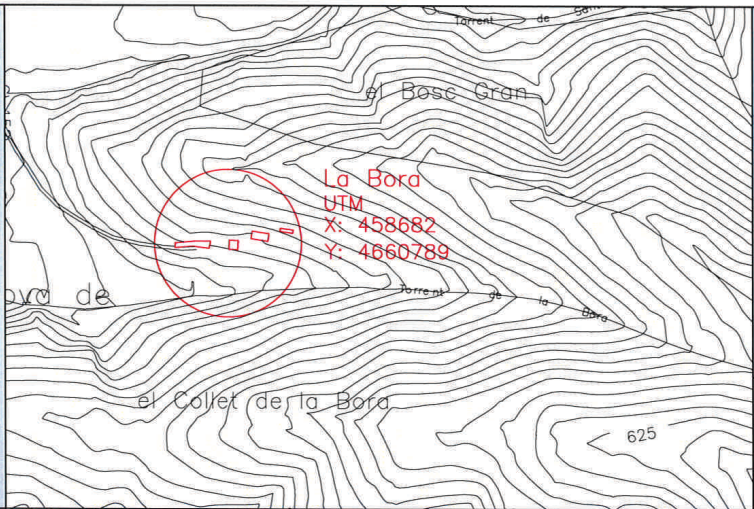 Torrent de
el Bosc Gran
La Bora
UTM
X: 458682
Y: 4660789
de
Torrent de la Bora
el Collet de la Bora
625